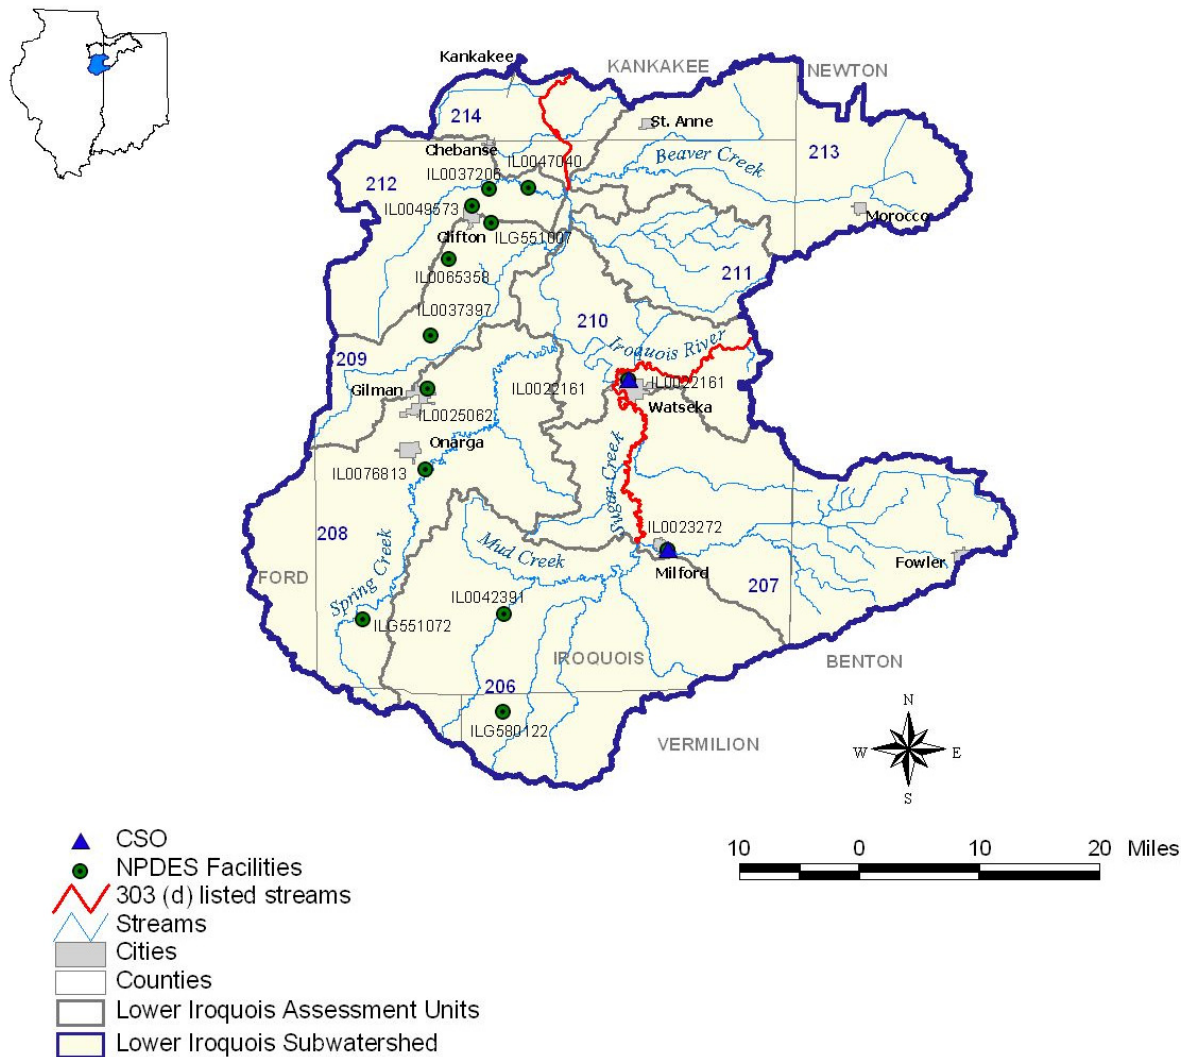 Kankakee
KANKAKEE
NEWTON
214
St. Anne
213
Chebanse
IL0047040
Beaver Creek
IL0037206
212
IL0049573
Morocco
Clifton
ILG551007
IL0065358
211
IL0037397
210
Iroquois River
209
Gilman
IL0022161
IL0022161
Watseka
IL0025062
Onarga
IL0076813
Sugar Creek
IL0023272
208
Mud Creek
Milford
Fowler
FORD
Spring Creek
207
IL0042391
ILG551072
IROQUOIS
BENTON
206
ILG580122
VERMILION
N
W
E
S
CSO
NPDES Facilities
303 (d) listed streams
Streams
Cities
Counties
Lower Iroquois Assessment Units
Lower Iroquois Subwatershed
10 0 10 20 Miles